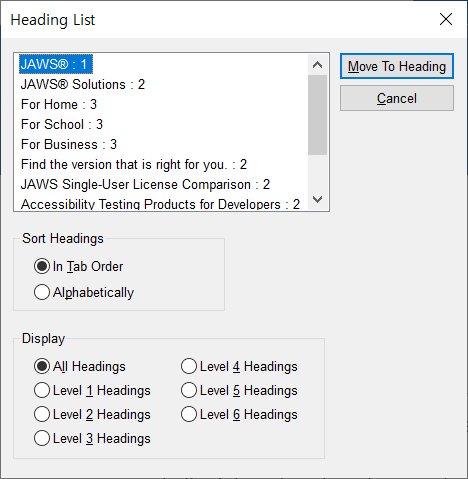 Heading List
JAWS® : 1
JAWS® Solutions : 2
For Home : 3
For School : 3
For Business : 3
Find the version that is right for you. : 2
JAWS Single-User License Comparison : 2
Accessibility Testing Products for Developers : 2
Move To Heading
Cancel
Sort Headings
In Tab Order
Alphabetically
Display
All Headings
Level 1 Headings
Level 2 Headings
Level 3 Headings
Level 4 Headings
Level 5 Headings
Level 6 Headings